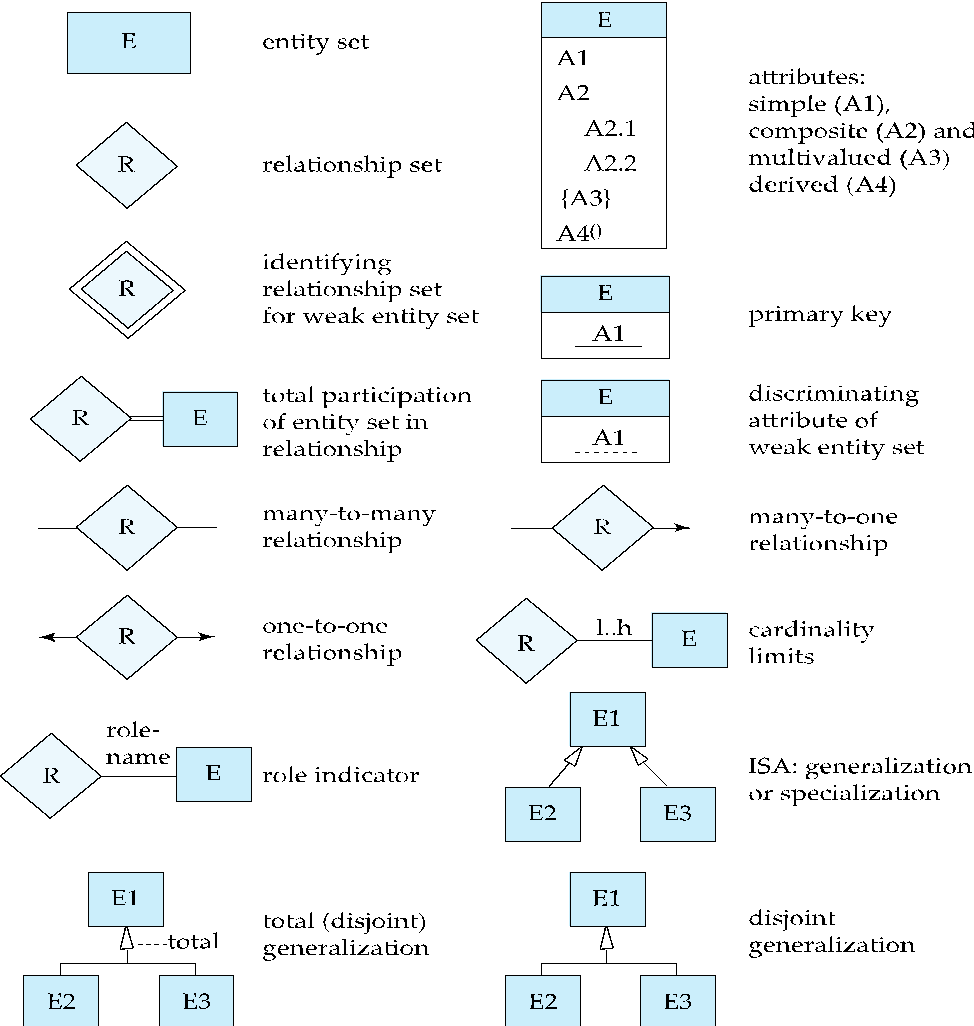 E
entity set
E
A1
A2
A2.1
A2.2
{A3}
A4()
attributes:
simple (A1),
composite (A2) and
multivalued (A3)
derived (A4)
R
relationship set
R
identifying
relationship set
for weak entity set
E
A1
primary key
R
E
total participation
of entity set in
relationship
E
A1
discriminating
attribute of
weak entity set
R
many-to-many
relationship
R
many-to-one
relationship
R
one-to-one
relationship
R
l..h
E
cardinality
limits
R
role-
name
E
role indicator
E1
E2
E3
ISA: generalization
or specialization
E1
total
E2
E3
total (disjoint)
generalization
E1
E2
E3
disjoint
generalization